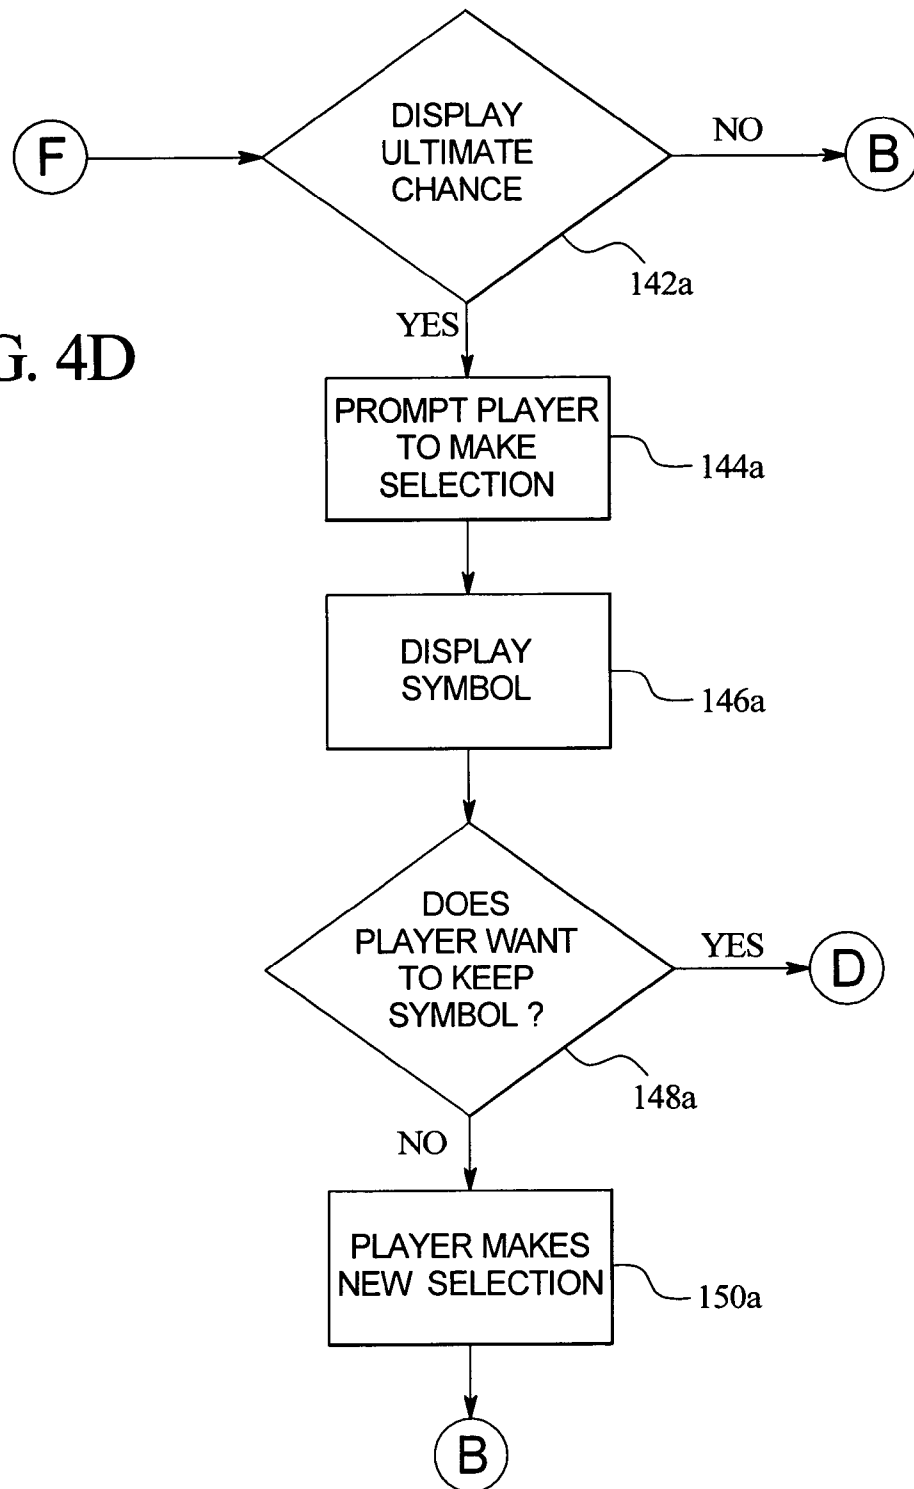 DISPLAY
ULTIMATE
CHANCE
F
NO
B
142a
YES
G. 4D
PROMPT PLAYER
TO MAKE
SELECTION
144a
DISPLAY
SYMBOL
146a
DOES
PLAYER WANT
TO KEEP
SYMBOL ?
YES
D
148a
NO
PLAYER MAKES
NEW SELECTION
150a
B